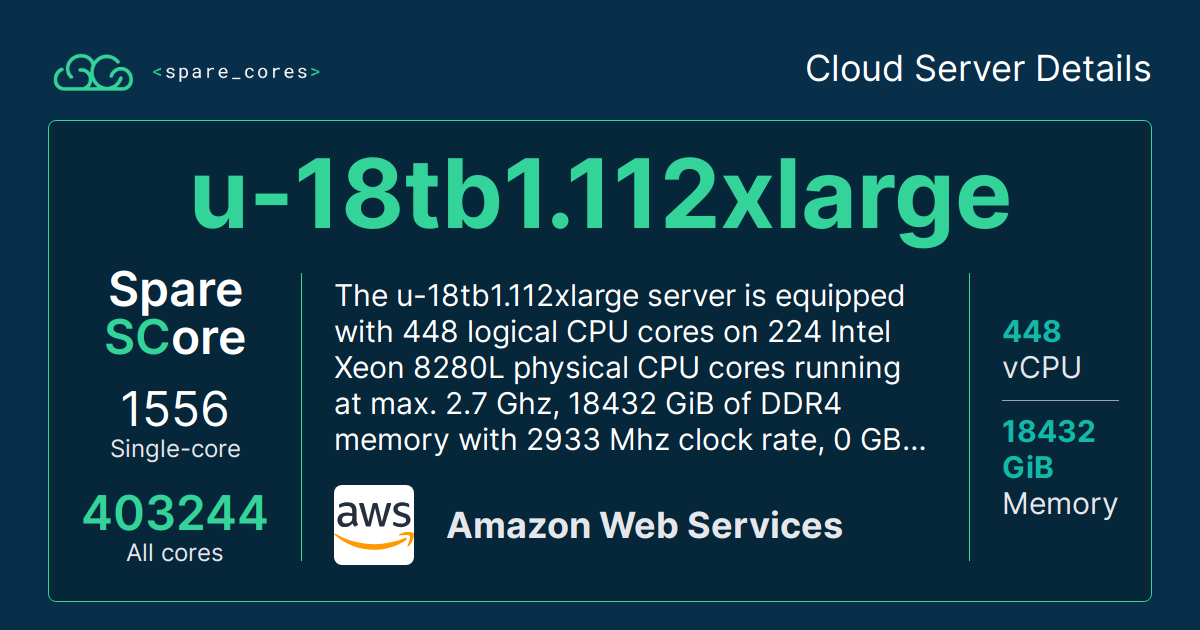 <spare_cores>
Cloud Server Details
u-18tb1.112xlarge
Spare
SCore
1556
Single-core
403244
All cores
The u-18tb1.112xlarge server is equipped
with 448 logical CPU cores on 224 Intel
Xeon 8280L physical CPU cores running
at max. 2.7 Ghz, 18432 GiB of DDR4
memory with 2933 Mhz clock rate, 0 GB...
aws
Amazon Web Services
448
vCPU
18432
GiB
Memory